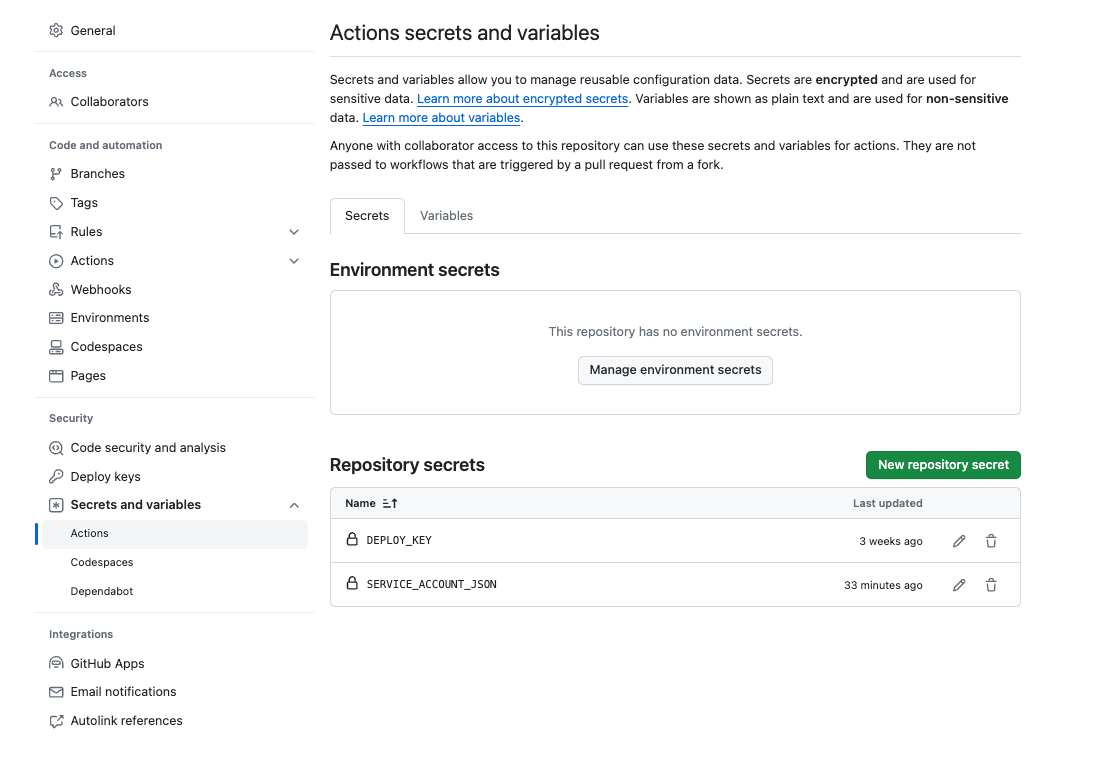 General
Access
Collaborators
Code and automation
Branches
Tags
Rules
Actions
Webhooks
Environments
Codespaces
Pages
Security
Code security and analysis
Deploy keys
Secrets and variables
Actions
Codespaces
Dependabot
Integrations
GitHub Apps
Email notifications
Autolink references
Actions secrets and variables
Secrets and variables allow you to manage reusable configuration data. Secrets are encrypted and are used for
sensitive data. Learn more about encrypted secrets. Variables are shown as plain text and are used for non-sensitive
data. Learn more about variables.
Anyone with collaborator access to this repository can use these secrets and variables for actions. They are not
passed to workflows that are triggered by a pull request from a fork.
Secrets Variables
Environment secrets
This repository has no environment secrets.
Manage environment secrets
Repository secrets New repository secret
Name Last updated
DEPLOY_KEY 3 weeks ago
SERVICE_ACCOUNT_JSON 33 minutes ago